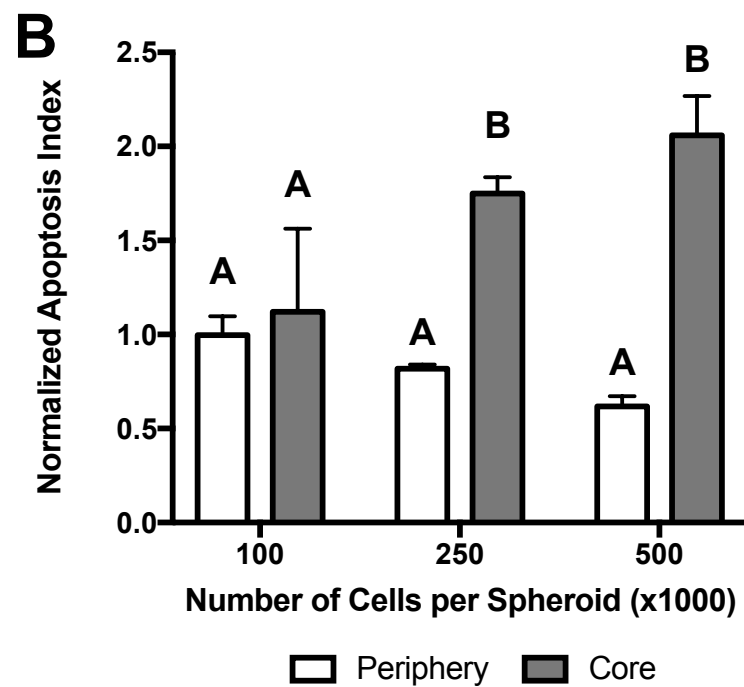 B
2.5
2.0
1.5
1.0
0.5
0.0
Normalized Apoptosis Index
A
A
A
B
A
B
100 250 500
Number of Cells per Spheroid (x1000)
Periphery Core